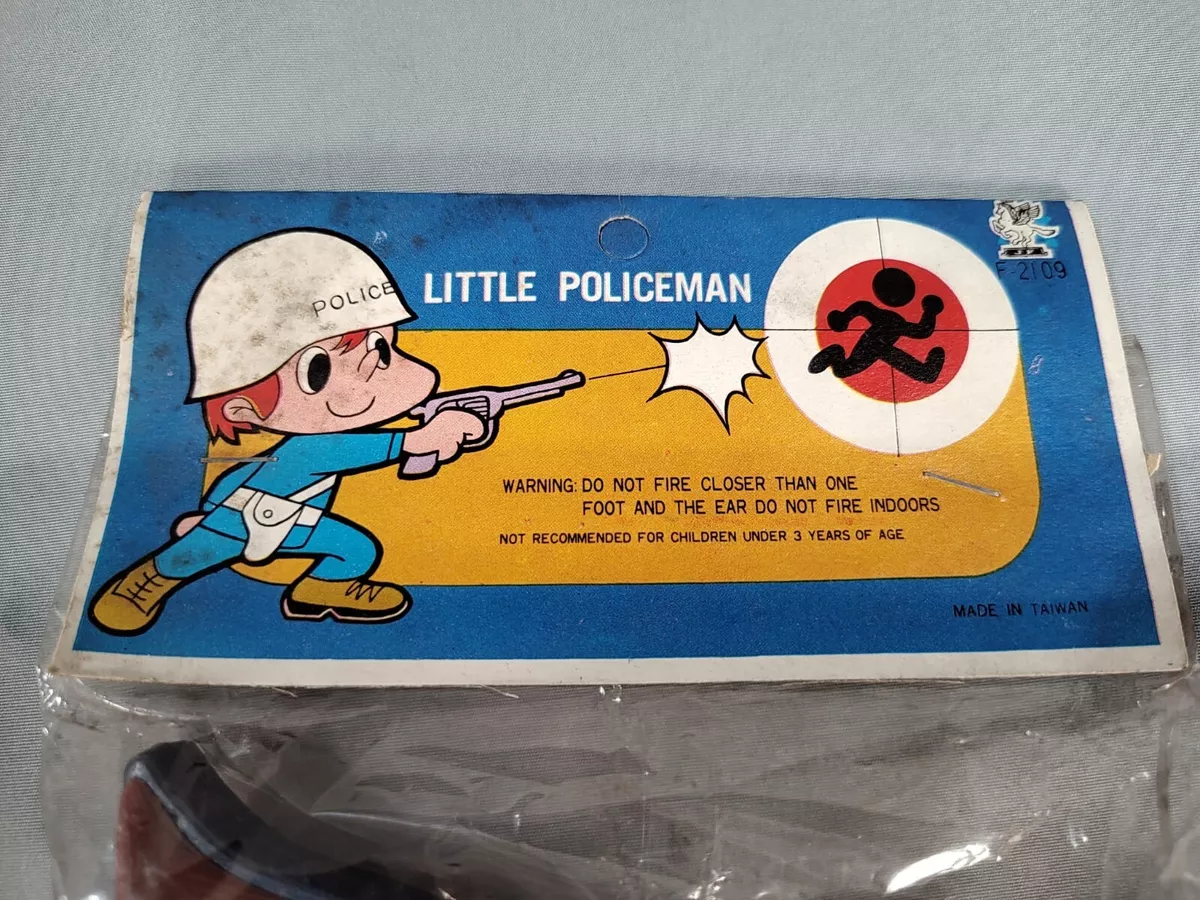 POLICE
LITTLE POLICEMAN
F-2109
WARNING: DO NOT FIRE CLOSER THAN ONE
FOOT AND THE EAR DO NOT FIRE INDOORS
NOT RECOMMENDED FOR CHILDREN UNDER 3 YEARS OF AGE
MADE IN TAIWAN